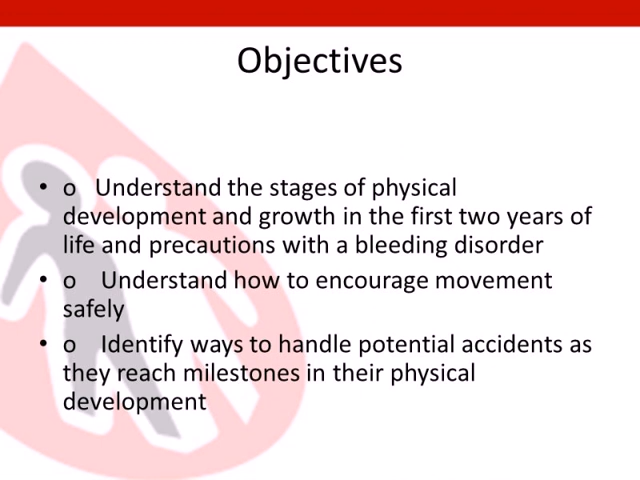 Objectives
• o Understand the stages of physical
development and growth in the first two years of
life and precautions with a bleeding disorder
• o Understand how to encourage movement
safely
• o Identify ways to handle potential accidents as
they reach milestones in their physical
development